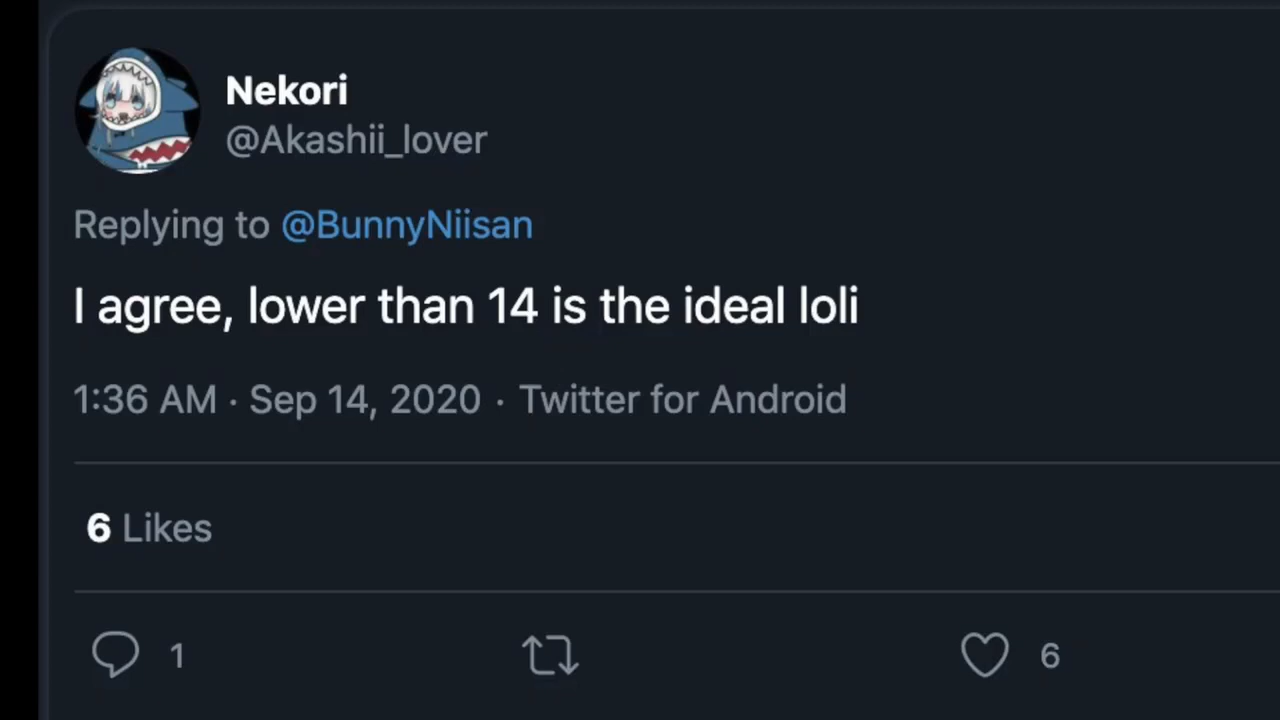 Nekori
@Akashii_lover
Replying to @BunnyNiisan
I agree, lower than 14 is the ideal loli
1:36 AM · Sep 14, 2020 · Twitter for Android
6 Likes
1
6